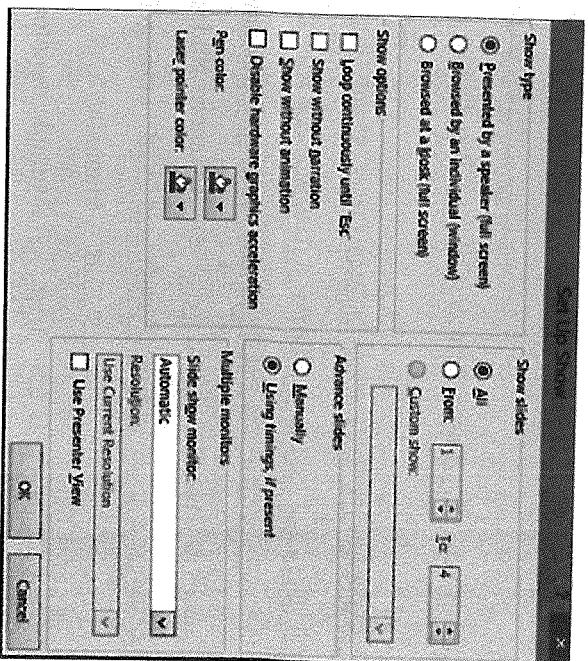 Set Up Show
? ×
Show type
Presented by a speaker (full screen)
Browsed by an individual (window)
Browsed at a kiosk (full screen)
Show options
Loop continuously until 'Esc'
Show without narration
Show without animation
Disable hardware graphics acceleration
Pen color:
Laser pointer color:
Show slides
All
From: 1 To: 4
Custom show:
Advance slides
Manually
Using timings, if present
Multiple monitors
Slide show monitor:
Automatic
Resolution:
Use Current Resolution
Use Presenter View
OK Cancel